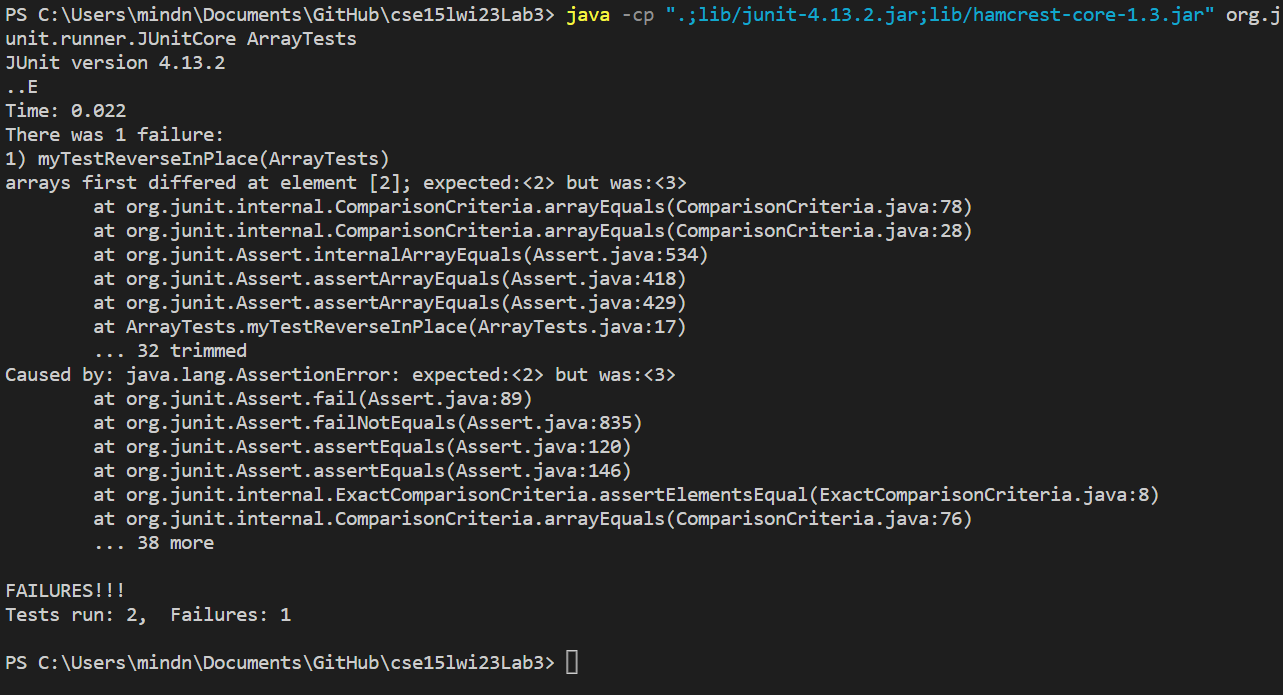 PS C:\Users\mindn\Documents\GitHub\cse15lwi23Lab3> java -cp ".;lib/junit-4.13.2.jar;lib/hamcrest-core-1.3.jar" org.j
unit.runner.JUnitCore ArrayTests
JUnit version 4.13.2
..E
Time: 0.022
There was 1 failure:
1) myTestReverseInPlace(ArrayTests)
arrays first differed at element [2]; expected:<2> but was:<3>
        at org.junit.internal.ComparisonCriteria.arrayEquals(ComparisonCriteria.java:78)
        at org.junit.internal.ComparisonCriteria.arrayEquals(ComparisonCriteria.java:28)
        at org.junit.Assert.internalArrayEquals(Assert.java:534)
        at org.junit.Assert.assertArrayEquals(Assert.java:418)
        at org.junit.Assert.assertArrayEquals(Assert.java:429)
        at ArrayTests.myTestReverseInPlace(ArrayTests.java:17)
        ... 32 trimmed
Caused by: java.lang.AssertionError: expected:<2> but was:<3>
        at org.junit.Assert.fail(Assert.java:89)
        at org.junit.Assert.failNotEquals(Assert.java:835)
        at org.junit.Assert.assertEquals(Assert.java:120)
        at org.junit.Assert.assertEquals(Assert.java:146)
        at org.junit.internal.ExactComparisonCriteria.assertElementsEqual(ExactComparisonCriteria.java:8)
        at org.junit.internal.ComparisonCriteria.arrayEquals(ComparisonCriteria.java:76)
        ... 38 more

FAILURES!!!
Tests run: 2,  Failures: 1

PS C:\Users\mindn\Documents\GitHub\cse15lwi23Lab3>